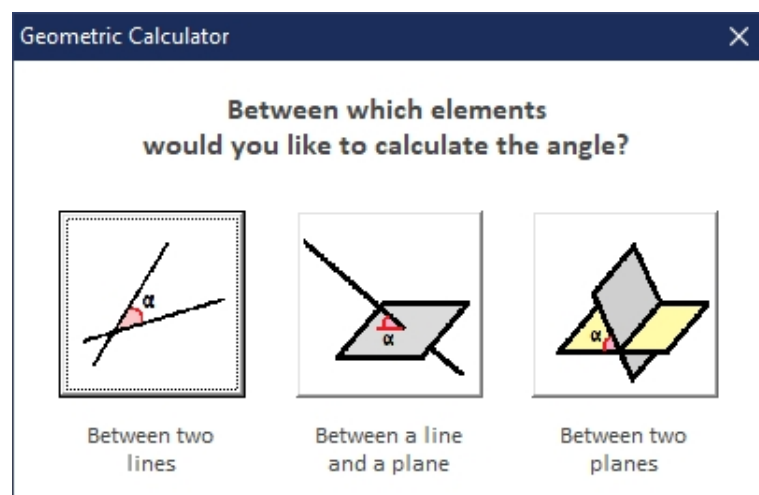 Geometric Calculator
Between which elements
would you like to calculate the angle?
α
α
α
Between two
lines
Between a line
and a plane
Between two
planes